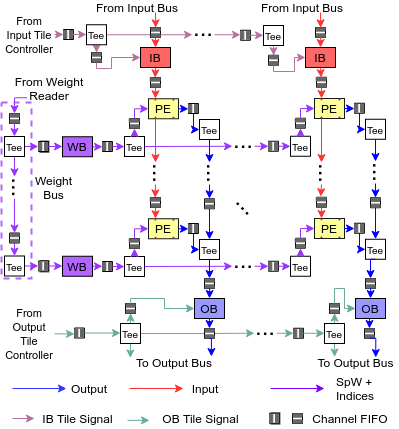 From Input Bus
From Input Bus
From
Input Tile
Controller
Tee
Tee
Tee
Tee
IB
IB
From Weight
Reader
PE
PE
Tee
Tee
Tee
WB
Tee
Tee
Weight
Bus
PE
PE
Tee
Tee
Tee
WB
Tee
Tee
OB
OB
From
Output
Tile
Controller
Tee
Tee
To Output Bus
To Output Bus
Output
Input
SpW +
Indices
IB Tile Signal
OB Tile Signal
Channel FIFO